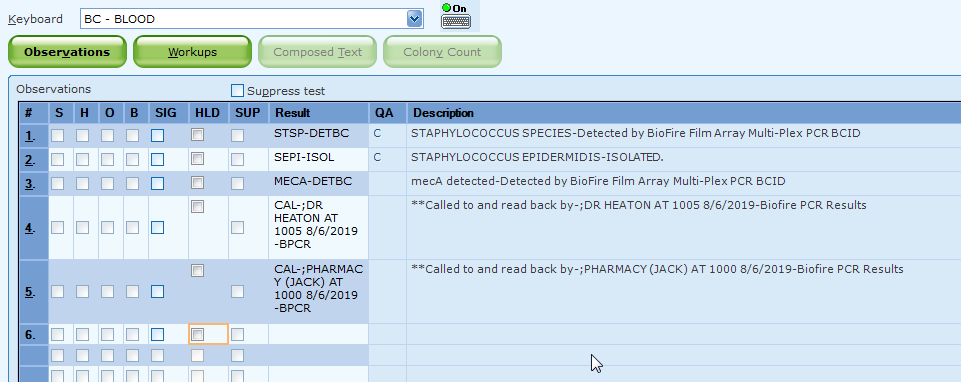 Keyboard BC - BLOOD On
Observations Workups Composed Text Colony Count
Observations Suppress test
# S H O B SIG HLD SUP Result QA Description
1. STSP-DETBC C STAPHYLOCOCCUS SPECIES-Detected by BioFire Film Array Multi-Plex PCR BCID
2. SEPI-ISOL C STAPHYLOCOCCUS EPIDERMIDIS-ISOLATED.
3. MECA-DETBC mecA detected-Detected by BioFire Film Array Multi-Plex PCR BCID
CAL-;DR **Called to and read back by-;DR HEATON AT 1005 8/6/2019-Biofire PCR Results
HEATON AT
4. 1005 8/6/2019
-BPCR
CAL-;PHARMAC **Called to and read back by-;PHARMACY (JACK) AT 1000 8/6/2019-Biofire PCR Results
Y (JACK) AT
5. 1000 8/6/2019
-BPCR
6.